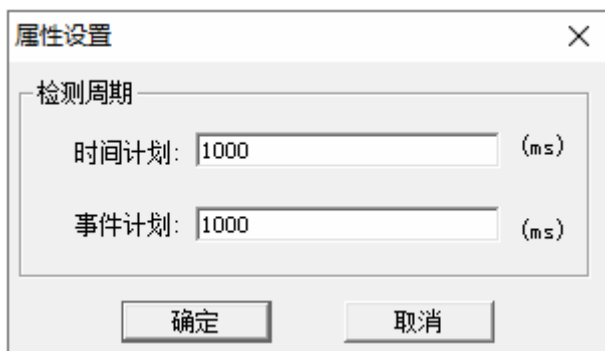 属性设置
检测周期
时间计划: 1000 (ms)
事件计划: 1000 (ms)
确定 取消